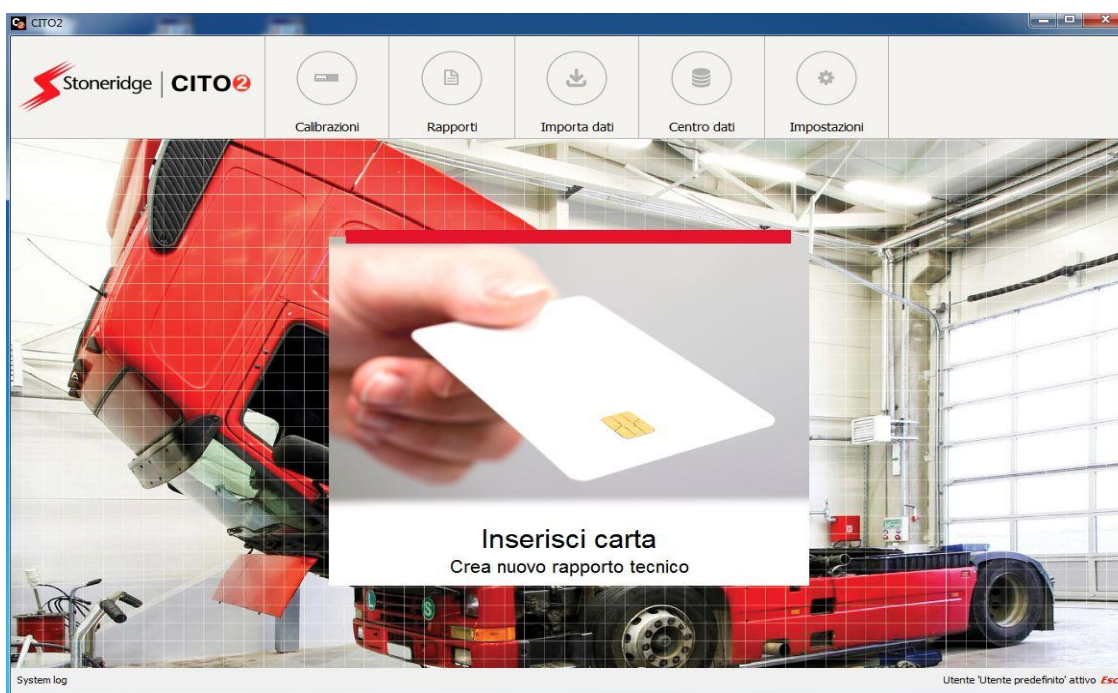 CITO2
Stoneridge | CITO2
Calibrazioni
Rapporti
Importa dati
Centro dati
Impostazioni
Inserisci carta
Crea nuovo rapporto tecnico
System log
Utente 'Utente predefinito' attivo